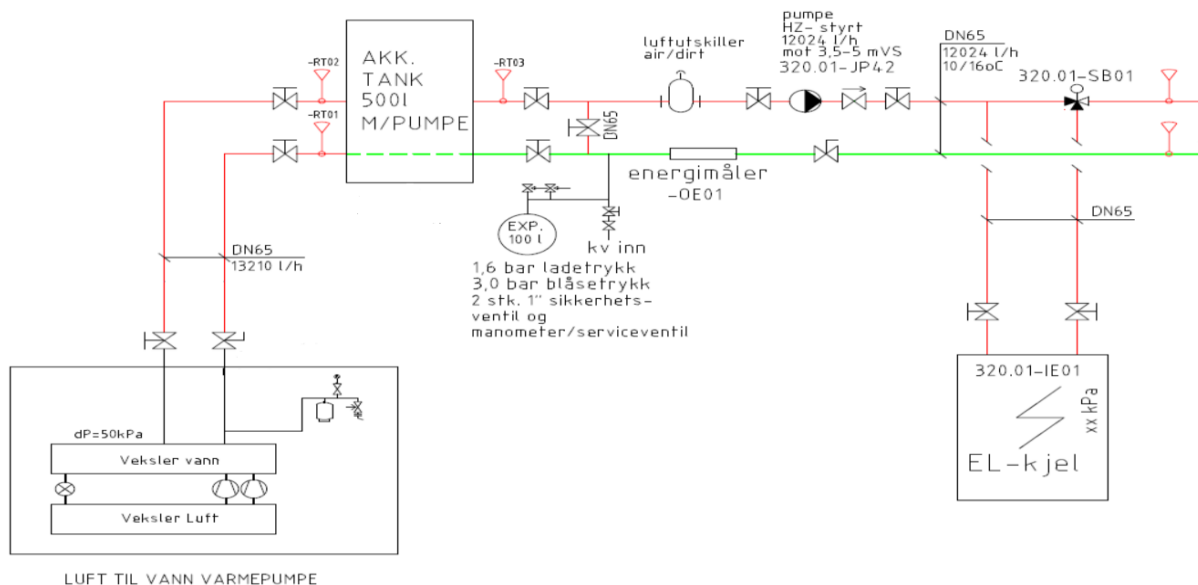 -RT02
AKK.
TANK
500l
M/PUMPE
-RT03
luftutskiller
air/dirt
pumpe
HZ- styrt
12024 l/h
mot 3,5-5 mVS
320.01-JP42
DN65
12024 l/h
10/16oC
320.01-SB01
-RT01
DN65
energimåler
-OE01
EXP.
100 l
kv inn
DN65
DN65
13210 l/h
1,6 bar ladetrykk
3,0 bar blåsetrykk
2 stk. 1" sikkerhets-
ventil og
manometer/serviceventil
320.01-IE01
xx kPa
EL-kjel
dP=50kPa
Veksler vann
Veksler Luft
LUFT TIL VANN VARMEPUMPE